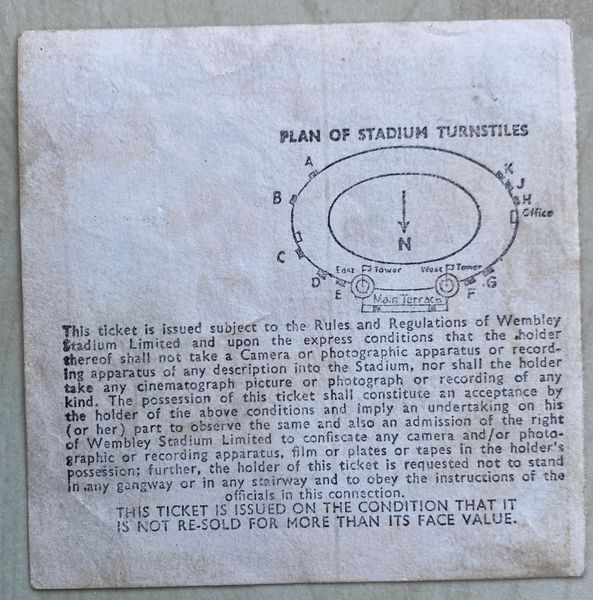 PLAN OF STADIUM TURNSTILES
A
K
J
B
H
Office
N
C
East Tower
West Tower
D
E
F
G
Main Terrace
This ticket is issued subject to the Rules and Regulations of Wembley
Stadium Limited and upon the express conditions that the holder
thereof shall not take a Camera or photographic apparatus or record-
ing apparatus of any description into the Stadium, nor shall the holder
take any cinematograph picture or photograph or recording of any
kind. The possession of this ticket shall constitute an acceptance by
the holder of the above conditions and imply an undertaking on his
(or her) part to observe the same and also an admission of the right
of Wembley Stadium Limited to confiscate any camera and/or photo-
graphic or recording apparatus, film or plates or tapes in the holder's
possession; further, the holder of this ticket is requested not to stand
in any gangway or in any stairway and to obey the instructions of the
officials in this connection.
THIS TICKET IS ISSUED ON THE CONDITION THAT IT
IS NOT RE-SOLD FOR MORE THAN ITS FACE VALUE.